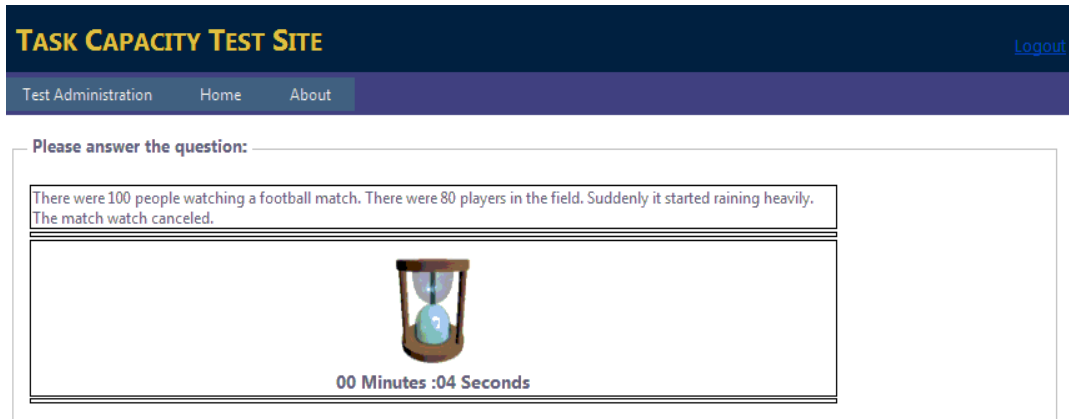 TASK CAPACITY TEST SITE
Logout
Test Administration Home About
Please answer the question:
There were 100 people watching a football match. There were 80 players in the field. Suddenly it started raining heavily.
The match watch canceled.
00 Minutes :04 Seconds